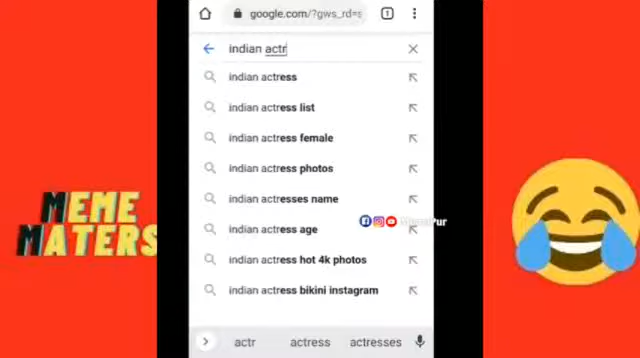 google.com/?gws_rd=s
1
indian actr
indian actress
indian actress list
indian actress female
indian actress photos
indian actresses name
indian actress age
indian actress hot 4k photos
indian actress bikini instagram
MEME
MATERS
actr actress actresses